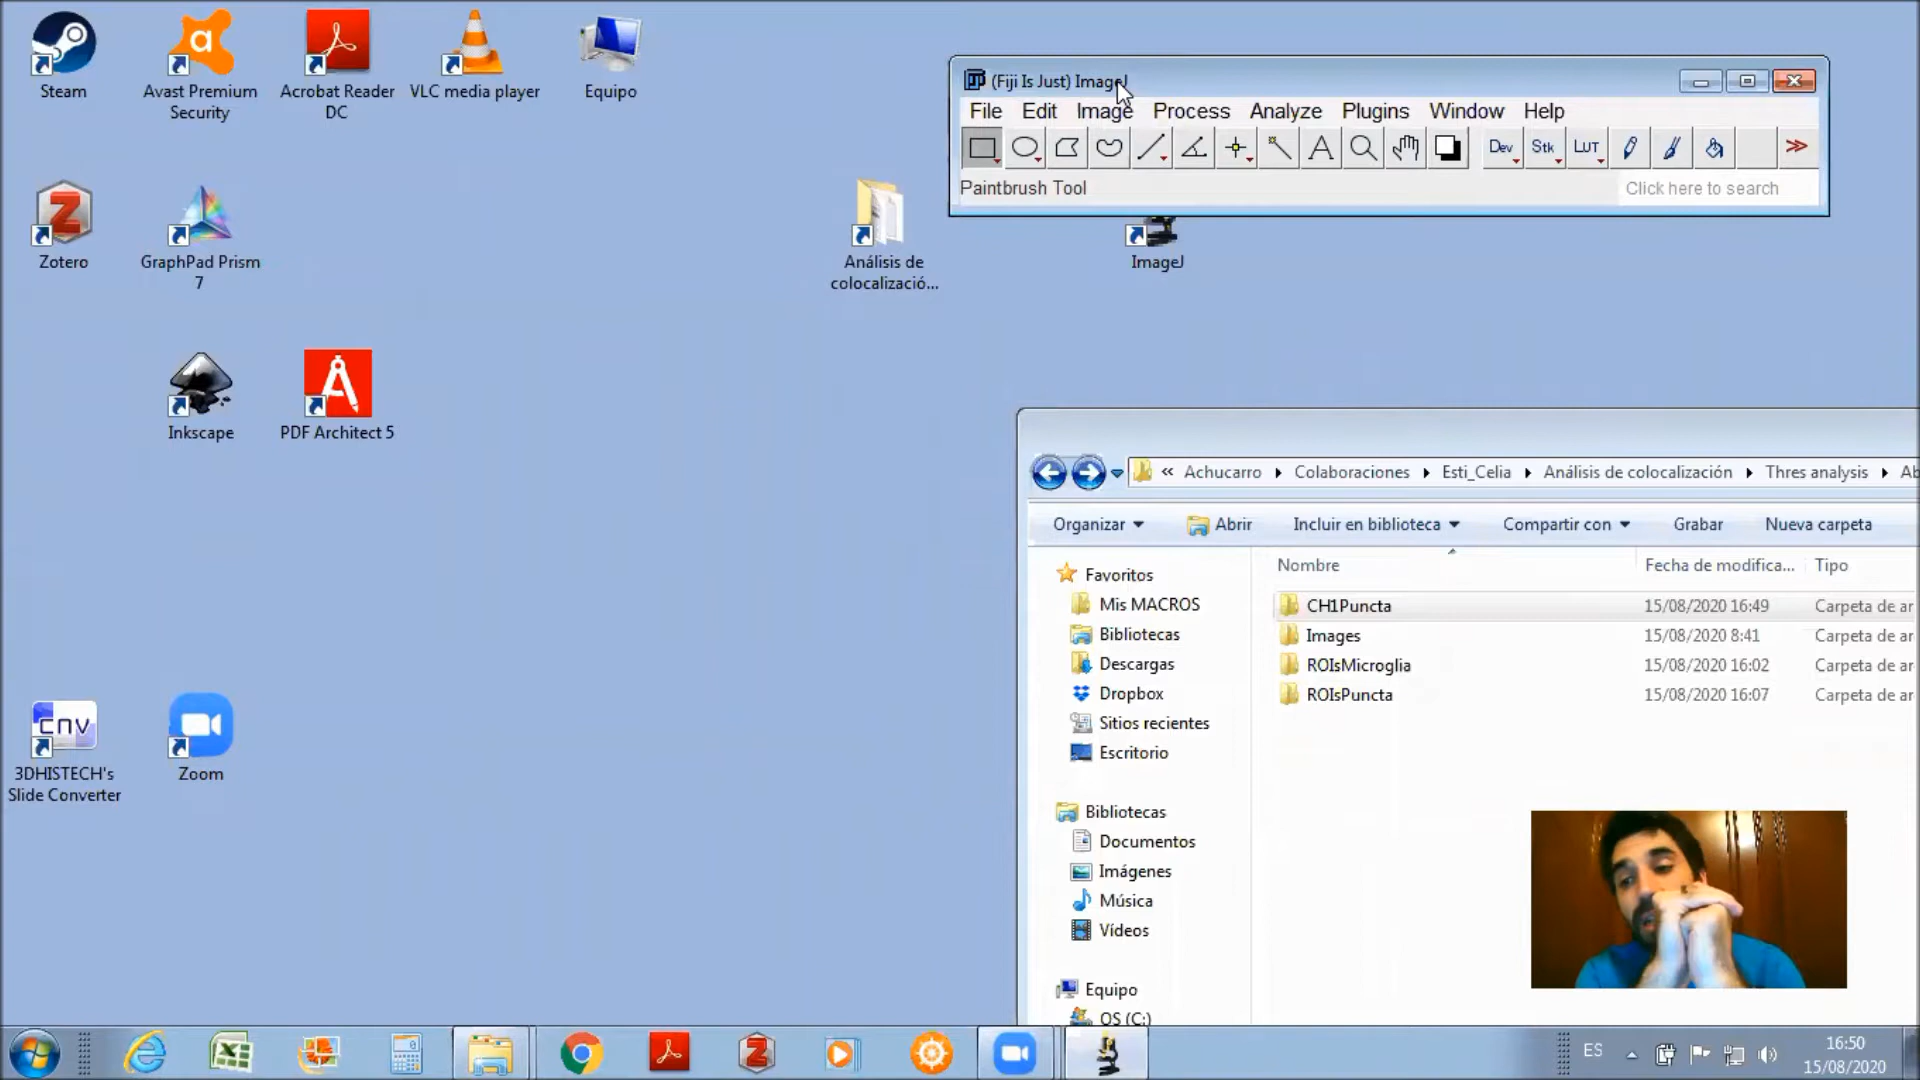 Steam
Avast Premium
Security
Acrobat Reader
DC
VLC media player
Equipo
Zotero
GraphPad Prism
7
Inkscape
PDF Architect 5
cnv
3DHISTECH's
Slide Converter
Zoom
Análisis de
colocalizació...
ImageJ
(Fiji Is Just) ImageJ
File Edit Image Process Analyze Plugins Window Help
A Dev Stk LUT >>
Paintbrush Tool
Click here to search
« Achucarro Colaboraciones Esti_Celia Análisis de colocalización Thres analysis Ab
Organizar Abrir Incluir en biblioteca Compartir con Grabar Nueva carpeta
Nombre Fecha de modifica... Tipo
CH1Puncta 15/08/2020 16:49 Carpeta de ar
Images 15/08/2020 8:41 Carpeta de ar
ROIsMicroglia 15/08/2020 16:02 Carpeta de ar
ROIsPuncta 15/08/2020 16:07 Carpeta de ar
Favoritos
Mis MACROS
Bibliotecas
Descargas
Dropbox
Sitios recientes
Escritorio
Bibliotecas
Documentos
Imágenes
Música
Vídeos
Equipo
OS (C:)
ES
16:50
15/08/2020